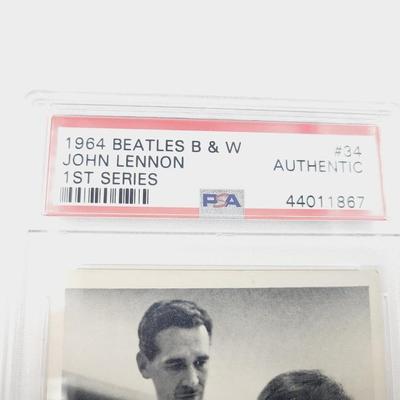 1964 BEATLES B & W #34
JOHN LENNON AUTHENTIC
1ST SERIES PSA 44011867